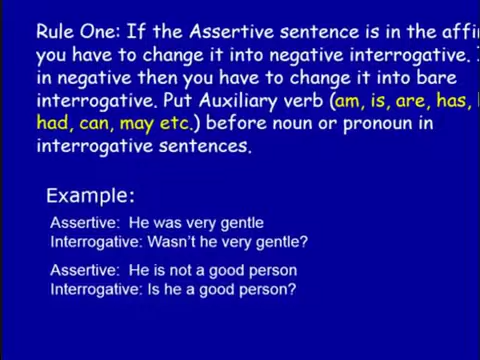 Rule One: If the Assertive sentence is in the
you have to change it into negative interrogative.
in negative then you have to change it into bare
interrogative. Put Auxiliary verb (am, is, are, has,
had, can, may etc.) before noun or pronoun in
interrogative sentences.
Example:
Assertive: He was very gentle
Interrogative: Wasn't he very gentle?
Assertive: He is not a good person
Interrogative: Is he a good person?